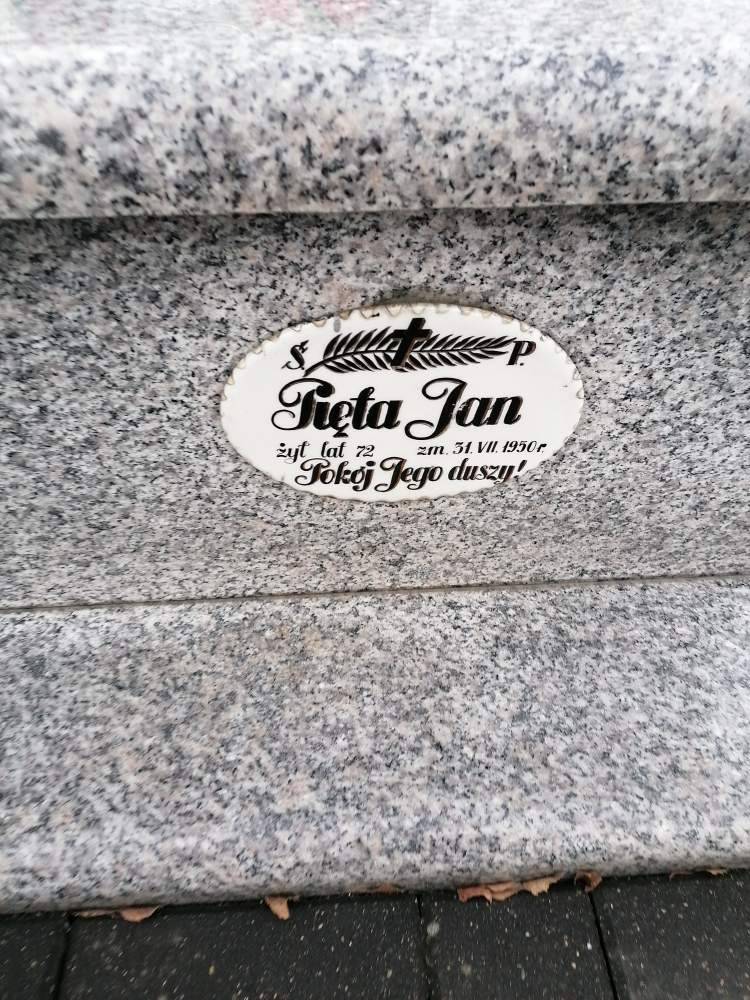 Ś. P.
Pięta Jan
żył lat 72 zm. 31. VII. 1950 r.
Pokój Jego duszy!